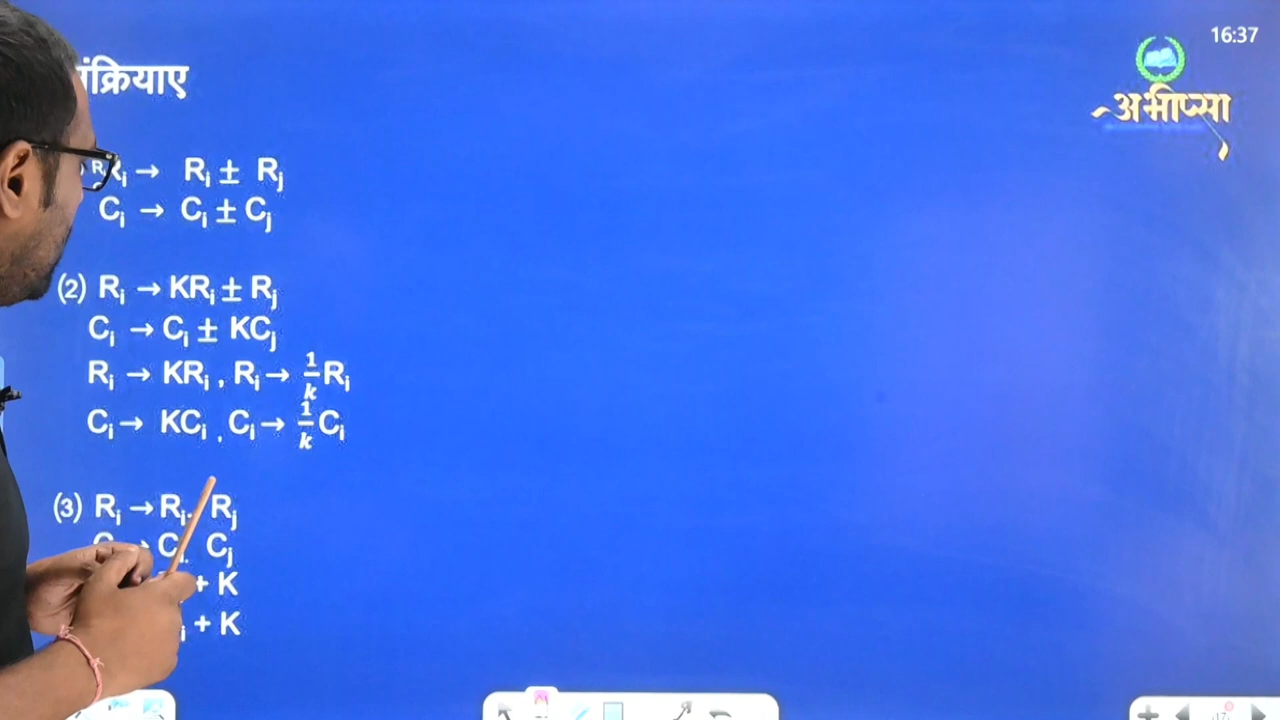 16:37
अभीप्सा
Rᵢ → Rᵢ ± Rⱼ
Cᵢ → Cᵢ ± Cⱼ
(2) Rᵢ → KRᵢ ± Rⱼ
Cᵢ → Cᵢ ± KCⱼ
Rᵢ → KRᵢ , Rᵢ → 1/k Rᵢ
Cᵢ → KCᵢ , Cᵢ → 1/k Cᵢ
(3) Rᵢ → Rᵢ. Rⱼ
→ Cᵢ. Cⱼ
+ K
ᵢ + K